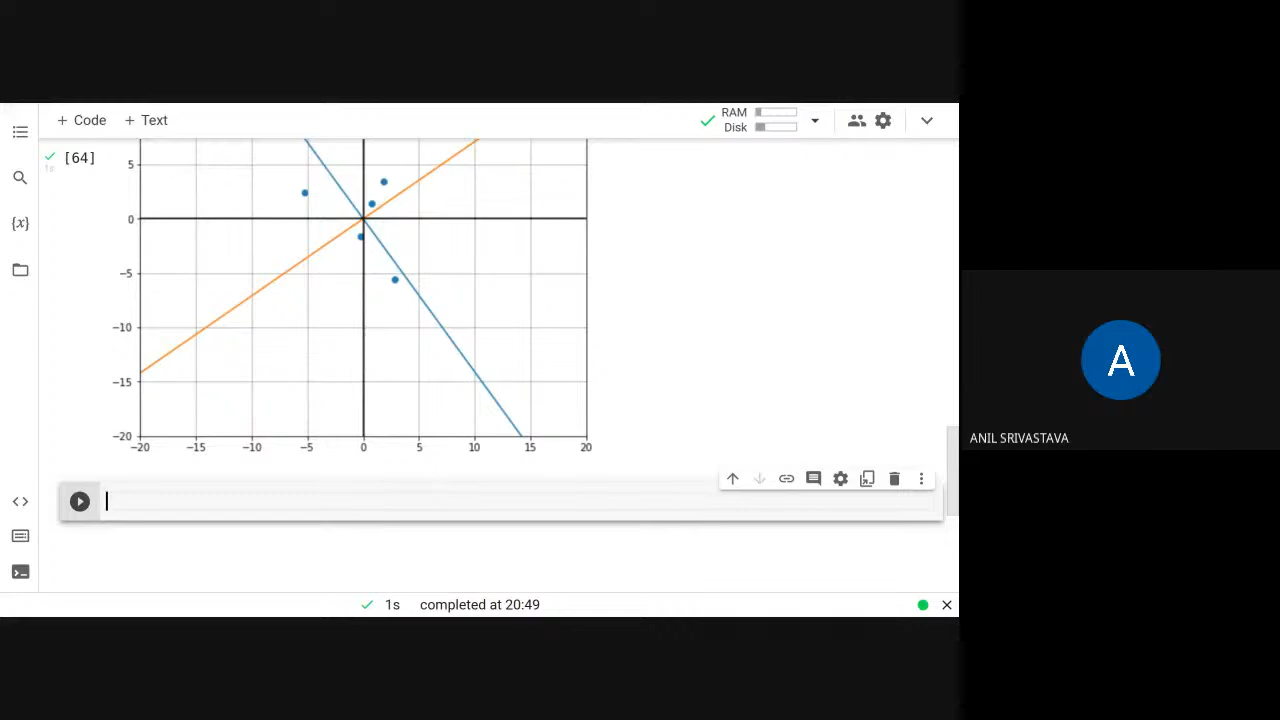 + Code + Text
RAM
Disk
[64]
1s
5
0
−5
−10
−15
−20
−20 −15 −10 −5 0 5 10 15 20
{x}
A
ANIL SRIVASTAVA
1s completed at 20:49